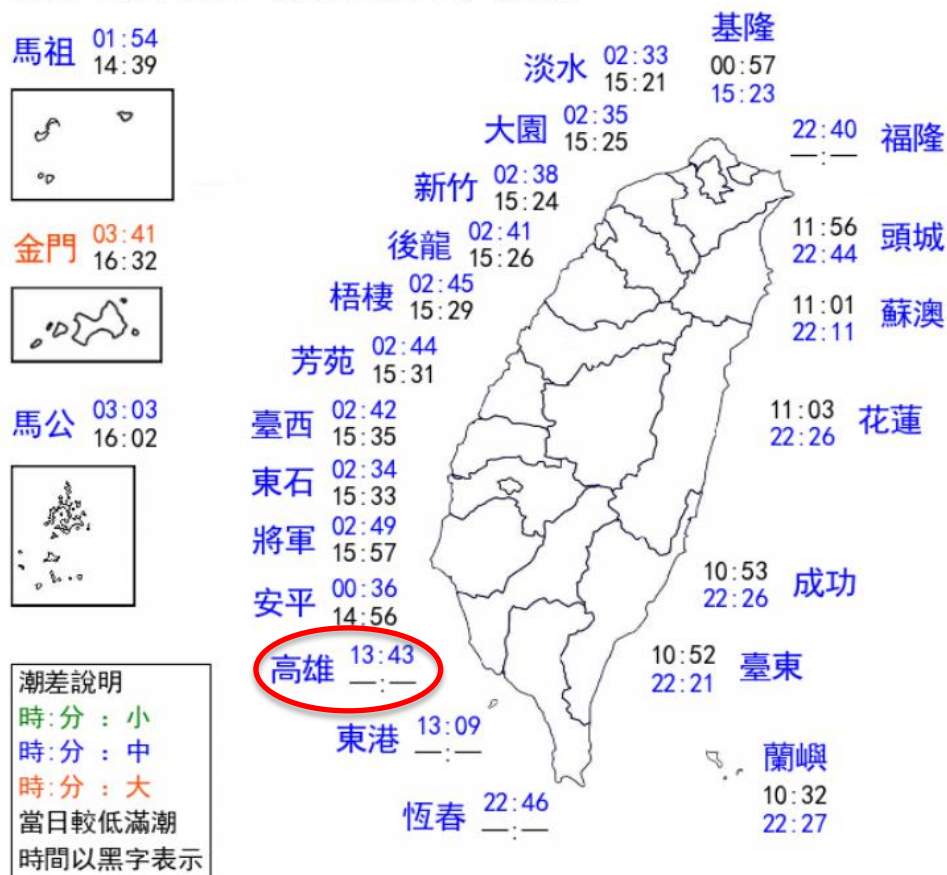 馬祖 01:54
14:39
金門 03:41
16:32
馬公 03:03
16:02
基隆
00:57
15:23
淡水 02:33
15:21
大園 02:35
15:25
新竹 02:38
15:24
後龍 02:41
15:26
梧棲 02:45
15:29
芳苑 02:44
15:31
臺西 02:42
15:35
東石 02:34
15:33
將軍 02:49
15:57
安平 00:36
14:56
高雄 13:43
—:—
東港 13:09
—:—
恆春 22:46
—:—
22:40 福隆
—:—
11:56 頭城
22:44
11:01 蘇澳
22:11
11:03 花蓮
22:26
10:53 成功
22:26
10:52 臺東
22:21
蘭嶼
10:32
22:27
潮差說明
時:分 : 小
時:分 : 中
時:分 : 大
當日較低滿潮
時間以黑字表示